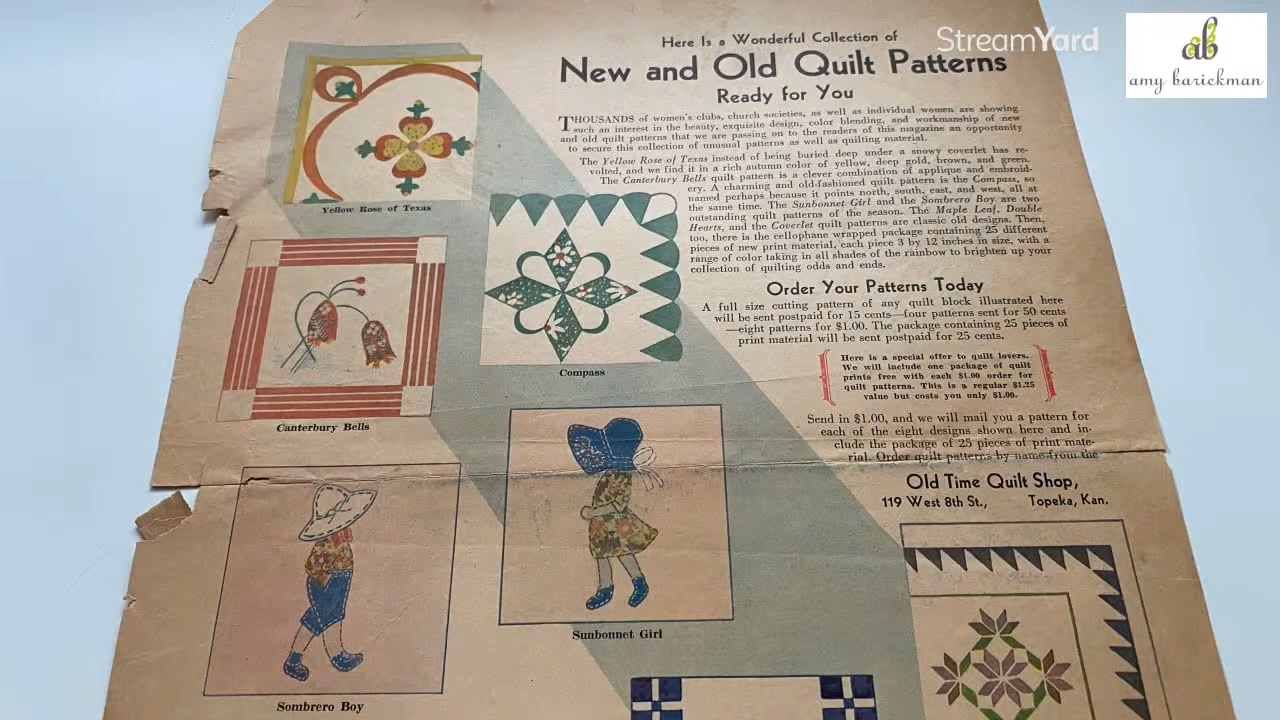 StreamYard
ab
amy barickman
Here Is a Wonderful Collection of
New and Old Quilt Patterns
Ready for You
THOUSANDS of women's clubs, church societies, as well as individual women are showing
such an interest in the beauty, exquisite design, color blending, and workmanship of new
and old quilt patterns that we are passing on to the readers of this magazine an opportunity
to secure this collection of unusual patterns as well as quilting material.
The Yellow Rose of Texas instead of being buried deep under a snowy coverlet has re-
volted, and we find it in a rich autumn color of yellow, deep gold, brown, and green.
The Canterbury Bells quilt pattern is a clever combination of applique and embroid-
ery. A charming and old-fashioned quilt pattern is the Compass, so
named perhaps because it points north, south, east, and west, all at
the same time. The Sunbonnet Girl and the Sombrero Boy are two
outstanding quilt patterns of the season. The Maple Leaf, Double
Hearts, and the Coverlet quilt patterns are classic old designs. Then,
too, there is the cellophane wrapped package containing 25 different
pieces of new print material, each piece 3 by 12 inches in size, with a
range of color taking in all shades of the rainbow to brighten up your
collection of quilting odds and ends.
Order Your Patterns Today
A full size cutting pattern of any quilt block illustrated here
will be sent postpaid for 15 cents—four patterns sent for 50 cents
—eight patterns for $1.00. The package containing 25 pieces of
print material will be sent postpaid for 25 cents.
Here is a special offer to quilt lovers.
We will include one package of quilt
prints free with each $1.00 order for
quilt patterns. This is a regular $1.25
value but costs you only $1.00.
Send in $1.00, and we will mail you a pattern for
each of the eight designs shown here and in-
clude the package of 25 pieces of print mate-
rial. Order quilt patterns by name from the
Old Time Quilt Shop,
119 West 8th St., Topeka, Kan.
Yellow Rose of Texas
Compass
Canterbury Bells
Sunbonnet Girl
Sombrero Boy